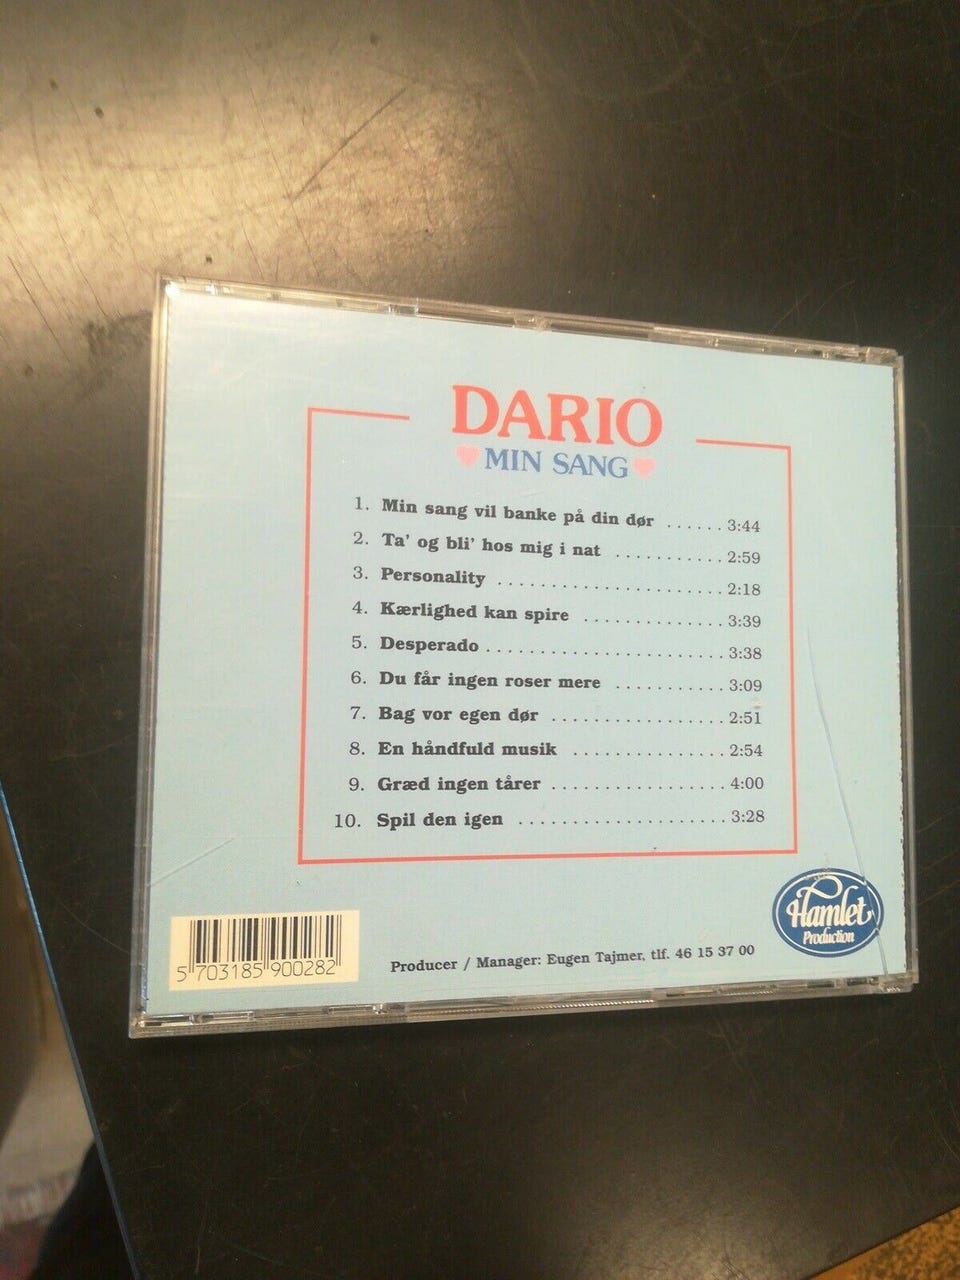 DARIO
MIN SANG
1. Min sang vil banke på din dør ...... 3:44
2. Ta' og bli' hos mig i nat ........... 2:59
3. Personality ....................... 2:18
4. Kærlighed kan spire .............. 3:39
5. Desperado ........................ 3:38
6. Du får ingen roser mere ........... 3:09
7. Bag vor egen dør ................. 2:51
8. En håndfuld musik ............... 2:54
9. Græd ingen tårer ................. 4:00
10. Spil den igen .................... 3:28
Hamlet
Production
5 703185 900282
Producer / Manager: Eugen Tajmer, tlf. 46 15 37 00